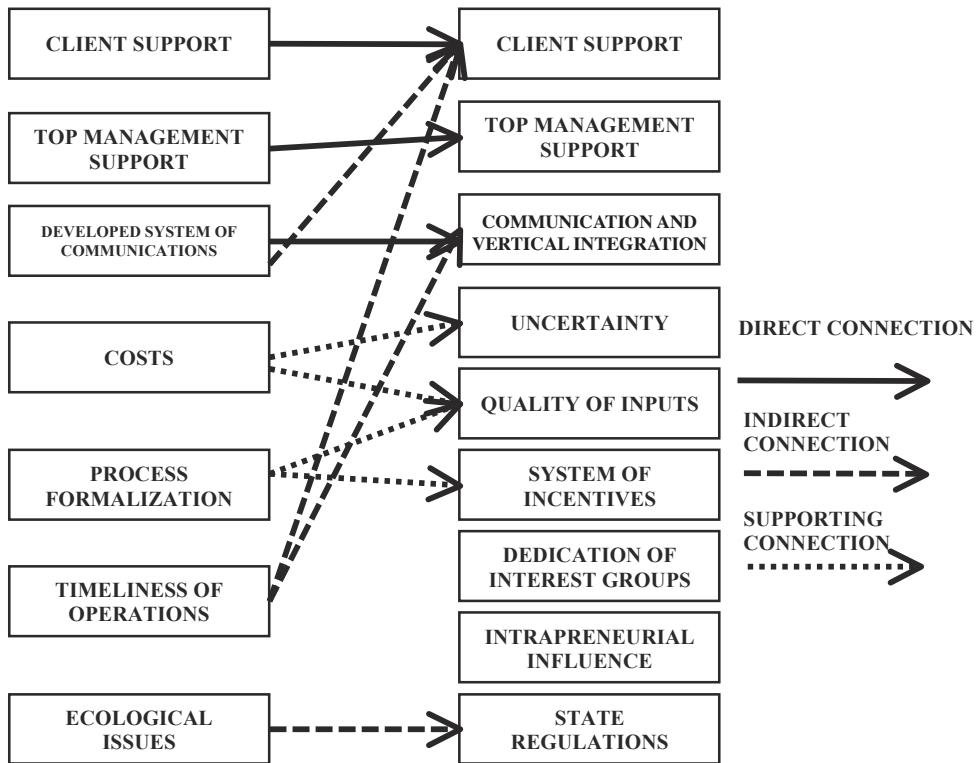 CLIENT SUPPORT
TOP MANAGEMENT
SUPPORT
DEVELOPED SYSTEM OF
COMMUNICATIONS
COSTS
PROCESS
FORMALIZATION
TIMELINESS OF
OPERATIONS
ECOLOGICAL
ISSUES
CLIENT SUPPORT
TOP MANAGEMENT
SUPPORT
COMMUNICATION AND
VERTICAL INTEGRATION
UNCERTAINTY
QUALITY OF INPUTS
SYSTEM OF
INCENTIVES
DEDICATION OF
INTEREST GROUPS
INTRAPRENEURIAL
INFLUENCE
STATE
REGULATIONS
DIRECT CONNECTION
INDIRECT
CONNECTION
SUPPORTING
CONNECTION